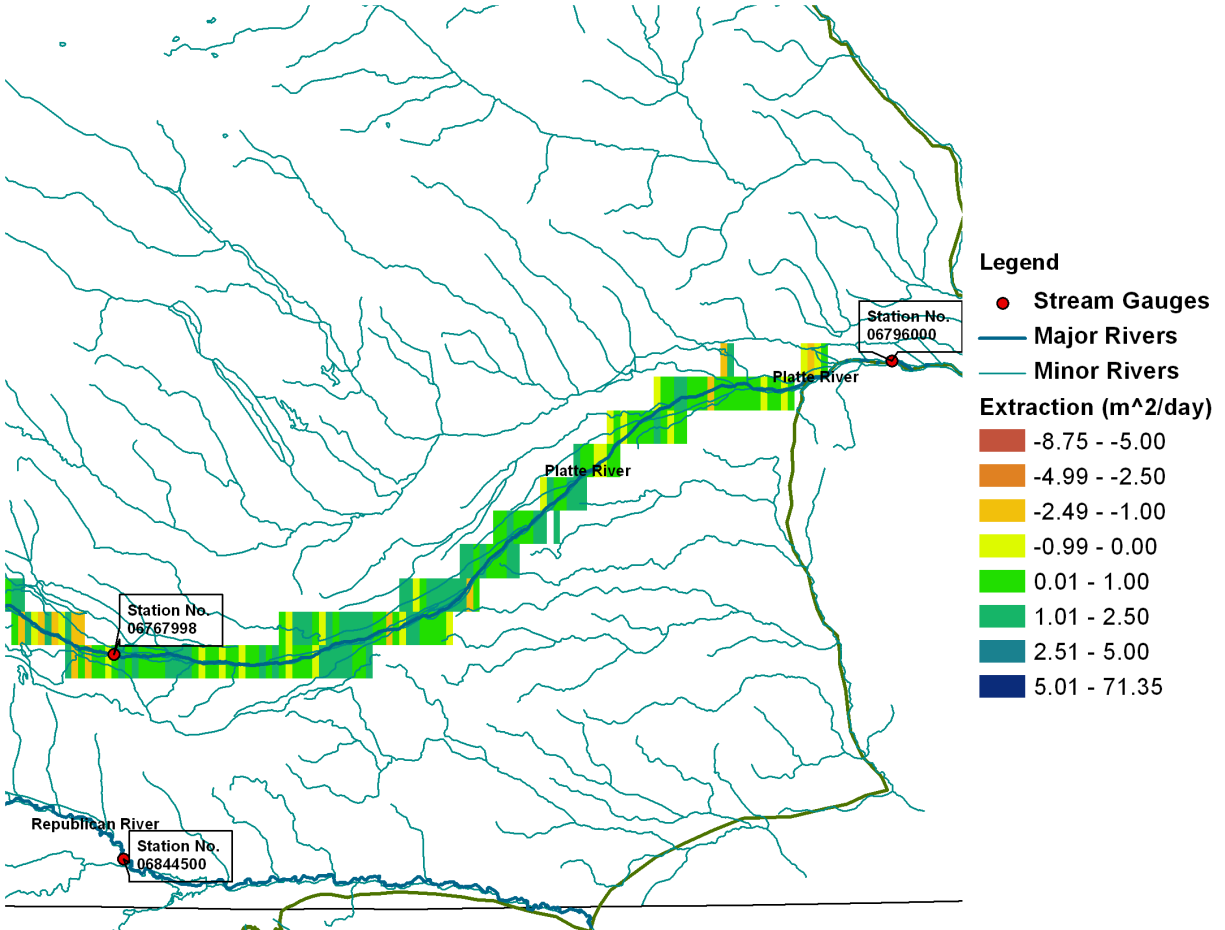 Station No.
06796000
Platte River
Platte River
Station No.
06767998
Republican River
Station No.
06844500
Legend
Stream Gauges
Major Rivers
Minor Rivers
Extraction (m^2/day)
-8.75 - -5.00
-4.99 - -2.50
-2.49 - -1.00
-0.99 - 0.00
0.01 - 1.00
1.01 - 2.50
2.51 - 5.00
5.01 - 71.35